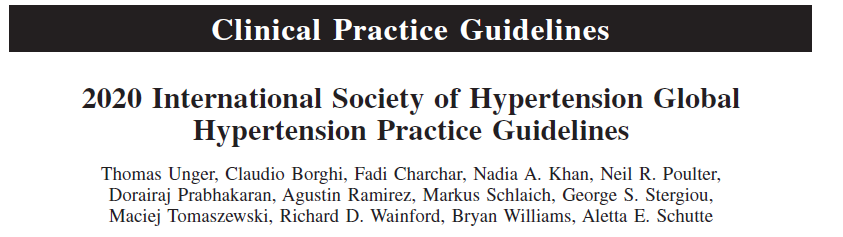 Clinical Practice Guidelines
2020 International Society of Hypertension Global
Hypertension Practice Guidelines
Thomas Unger, Claudio Borghi, Fadi Charchar, Nadia A. Khan, Neil R. Poulter,
Dorairaj Prabhakaran, Agustin Ramirez, Markus Schlaich, George S. Stergiou,
Maciej Tomaszewski, Richard D. Wainford, Bryan Williams, Aletta E. Schutte